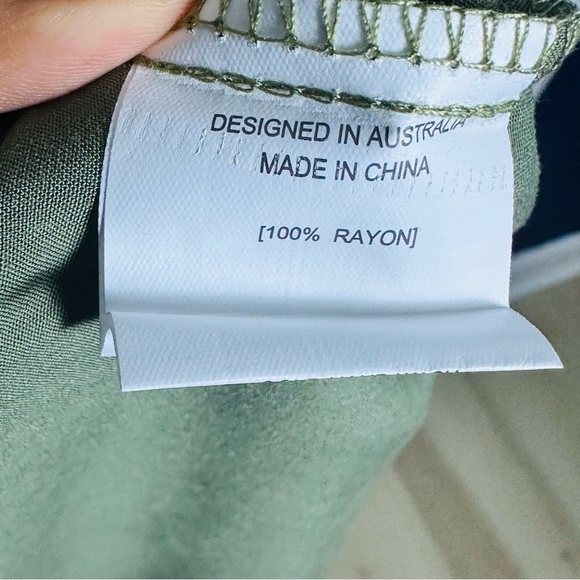 DESIGNED IN AUSTRALIA
MADE IN CHINA
[100% RAYON]